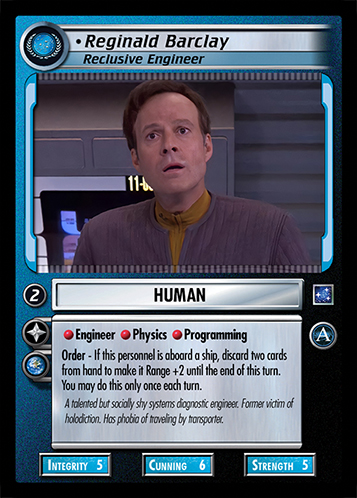 • Reginald Barclay
Reclusive Engineer
2
HUMAN
Engineer Physics Programming
A
Order - If this personnel is aboard a ship, discard two cards
from hand to make it Range +2 until the end of this turn.
You may do this only once each turn.
A talented but socially shy systems diagnostic engineer. Former victim of
holodiction. Has phobia of traveling by transporter.
INTEGRITY 5 CUNNING 6 STRENGTH 5